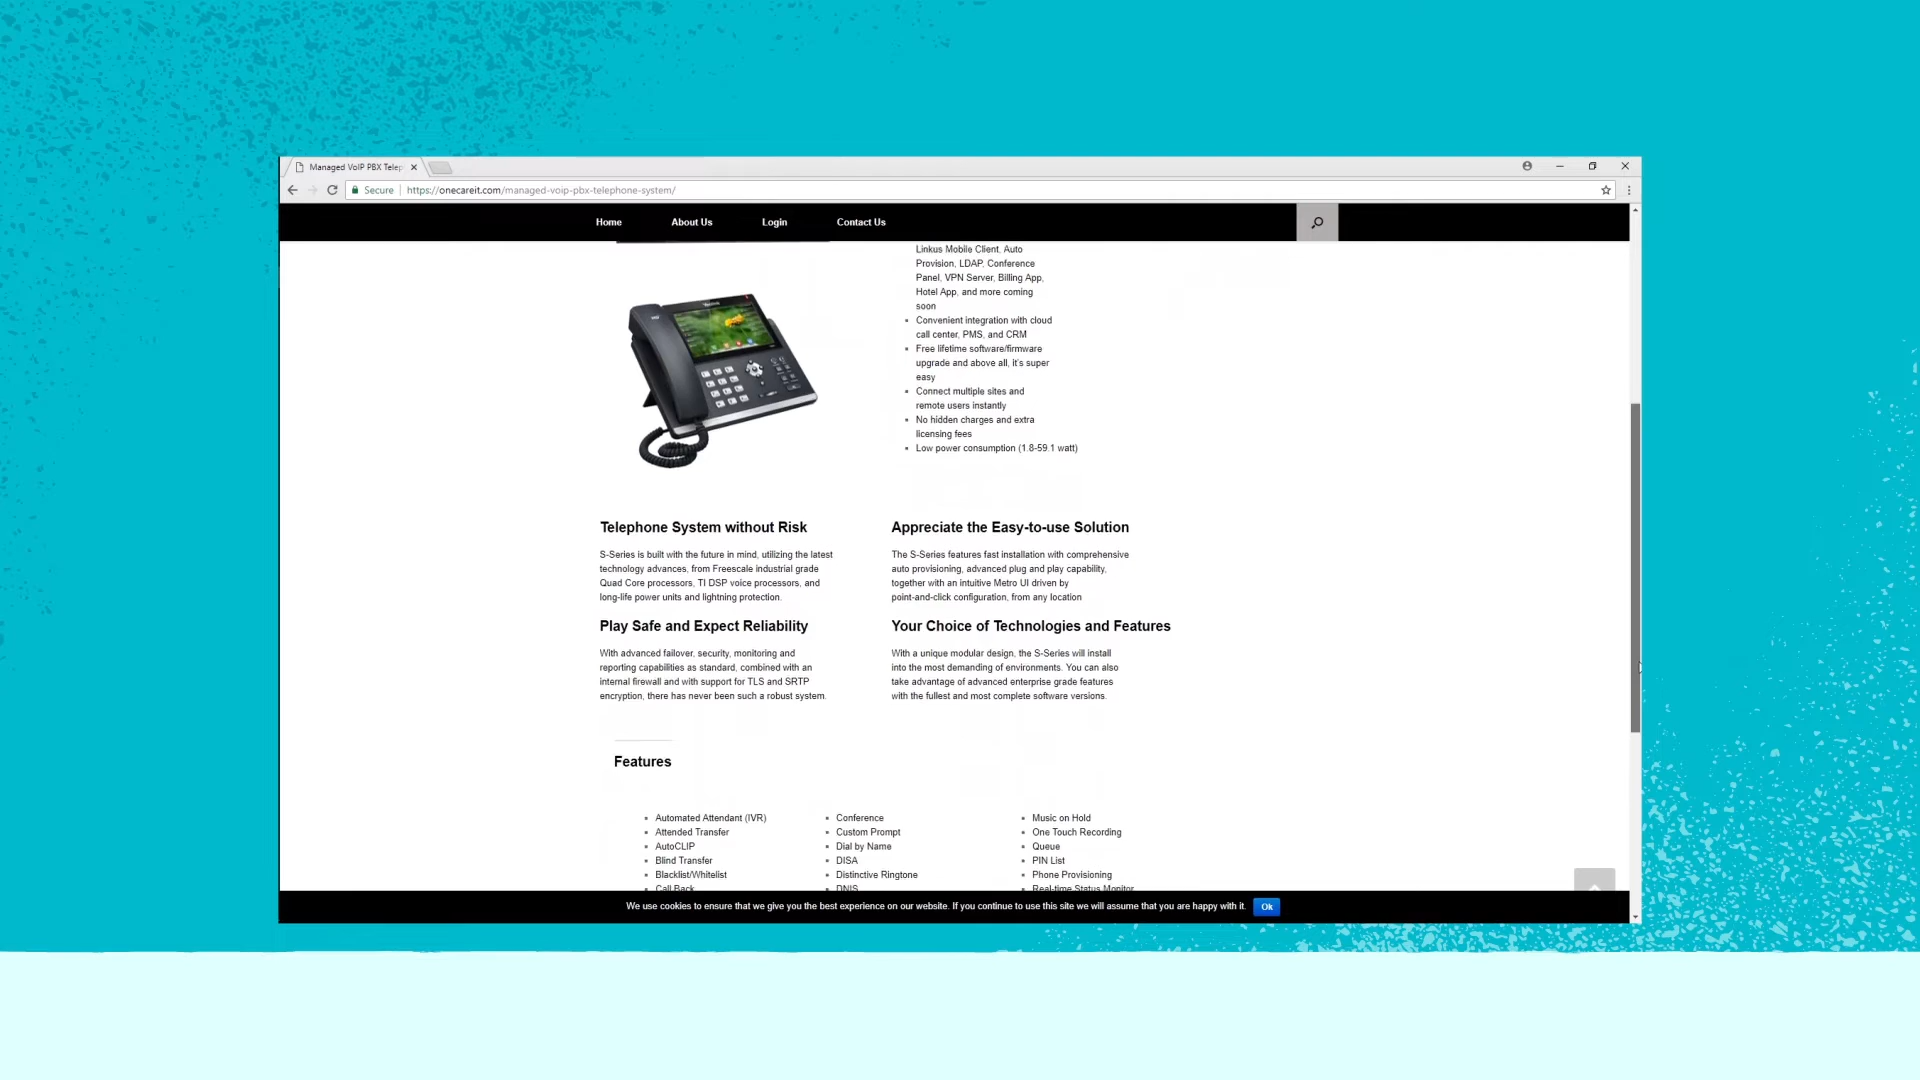 Managed VoIP PBX Telep
Secure
https://onecareit.com/managed-voip-pbx-telephone-system/
Home
About Us
Login
Contact Us
Linkus Mobile Client. Auto
Provision, LDAP, Conference
Panel, VPN Server, Billing App,
Hotel App, and more coming
soon
Convenient integration with cloud
call center, PMS, and CRM
Free lifetime software/firmware
upgrade and above all, it's super
easy
Connect multiple sites and
remote users instantly
No hidden charges and extra
licensing fees
Low power consumption (1.8-59.1 watt)
Telephone System without Risk
S-Series is built with the future in mind, utilizing the latest
technology advances, from Freescale industrial grade
Quad Core processors, TI DSP voice processors, and
long-life power units and lightning protection.
Appreciate the Easy-to-use Solution
The S-Series features fast installation with comprehensive
auto provisioning, advanced plug and play capability,
together with an intuitive Metro UI driven by
point-and-click configuration, from any location
Play Safe and Expect Reliability
With advanced failover, security, monitoring and
reporting capabilities as standard, combined with an
internal firewall and with support for TLS and SRTP
encryption, there has never been such a robust system.
Your Choice of Technologies and Features
With a unique modular design, the S-Series will install
into the most demanding of environments. You can also
take advantage of advanced enterprise grade features
with the fullest and most complete software versions.
Features
Automated Attendant (IVR)
Attended Transfer
AutoCLIP
Blind Transfer
Blacklist/Whitelist
Call Back
Conference
Custom Prompt
Dial by Name
DISA
Distinctive Ringtone
DNIS
Music on Hold
One Touch Recording
Queue
PIN List
Phone Provisioning
Real-time Status Monitor
We use cookies to ensure that we give you the best experience on our website. If you continue to use this site we will assume that you are happy with it.
Ok